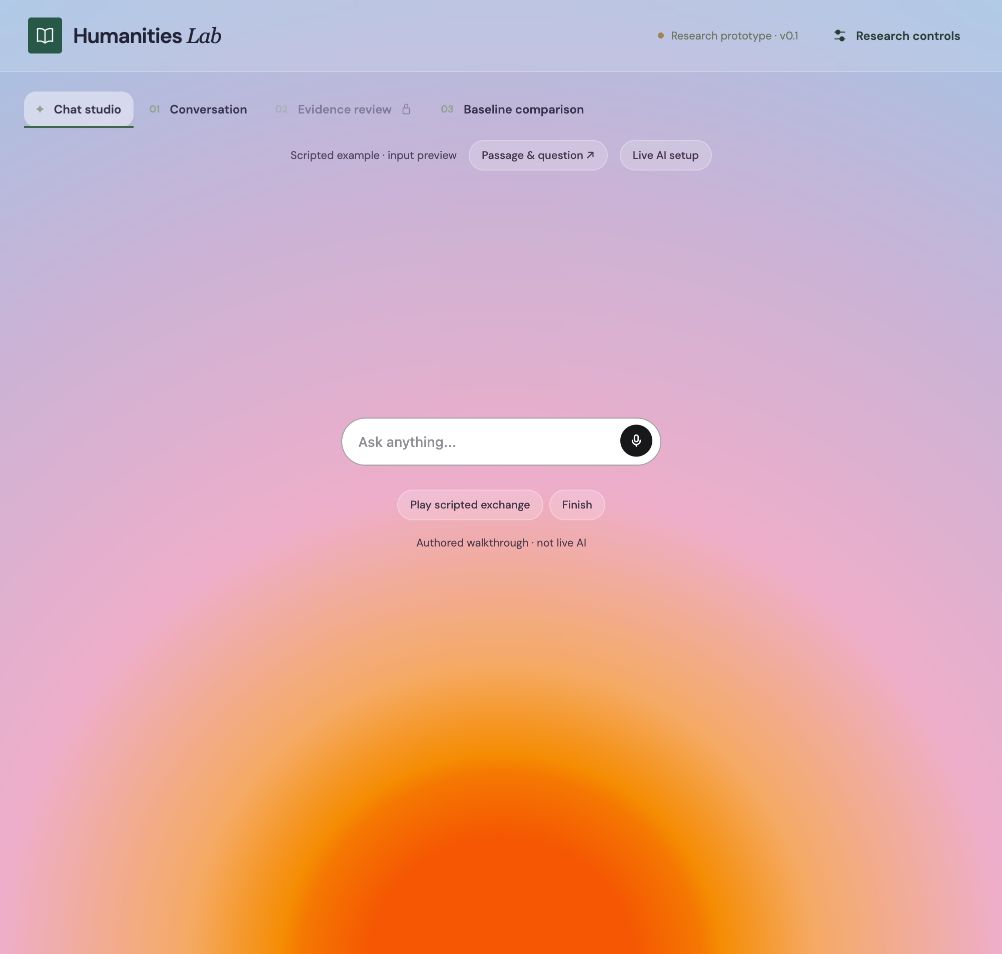 Humanities Lab
Research prototype · v0.1
Research controls
Chat studio
01 Conversation
02 Evidence review
03 Baseline comparison
Scripted example · input preview
Passage & question ↗
Live AI setup
Ask anything...
Play scripted exchange
Finish
Authored walkthrough · not live AI